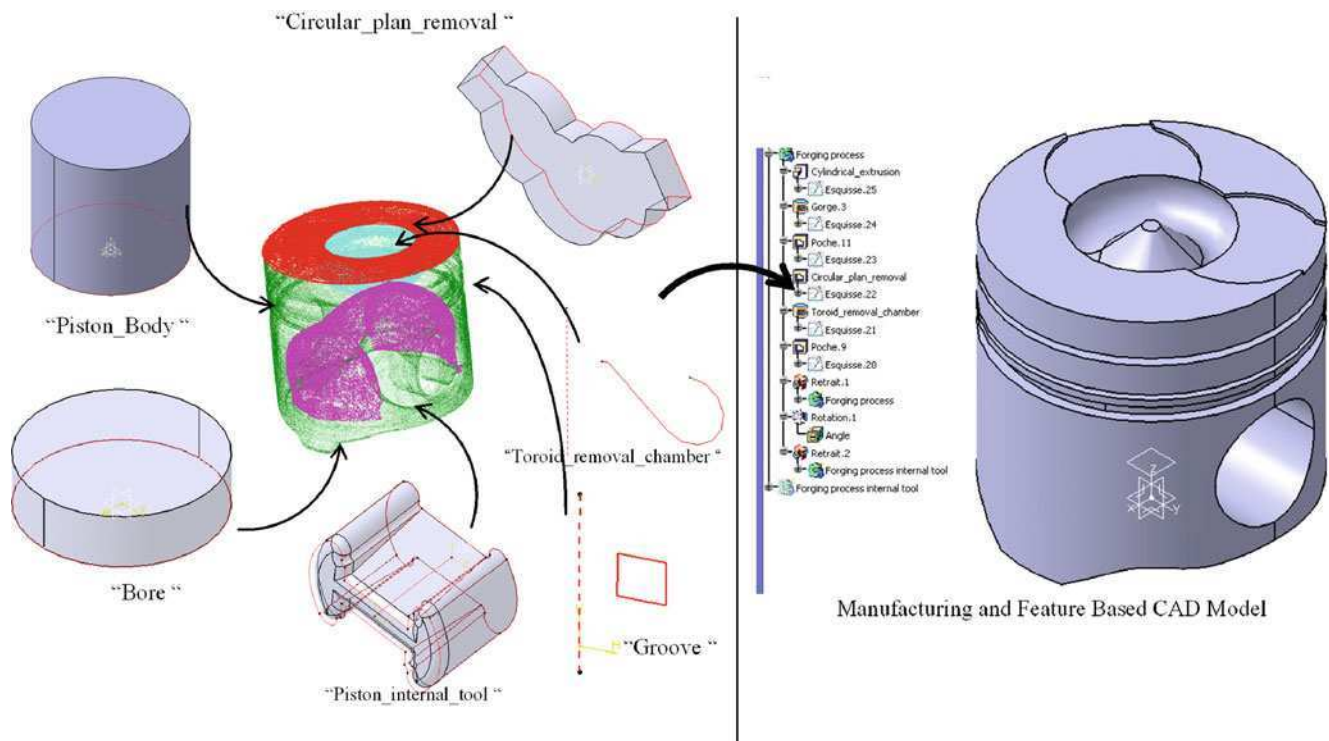 “Circular_plan_removal “
“Piston_Body “
“Bore “
“Toroid_removal_chamber “
“Groove “
“Piston_internal_tool “
Forging process
Cylindrical_extrusion
Esquisse.25
Gorge.3
Esquisse.24
Poche.11
Esquisse.23
Circular_plan_removal
Esquisse.22
Toroid_removal_chamber
Esquisse.21
Poche.9
Esquisse.20
Retrait.1
Forging process
Rotation.1
Angle
Retrait.2
Forging process internal tool
Forging process internal tool
z
x
y
Manufacturing and Feature Based CAD Model